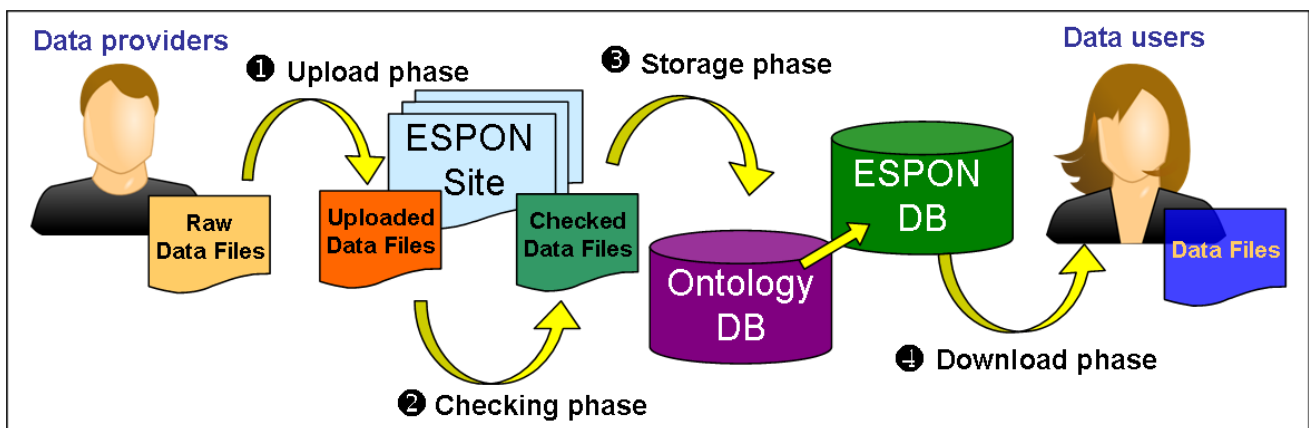 Data providers
❶ Upload phase
❸ Storage phase
Data users
ESPON
Site
ESPON
DB
Raw
Data Files
Uploaded
Data Files
Checked
Data Files
Ontology
DB
Data Files
❷ Checking phase
❹ Download phase